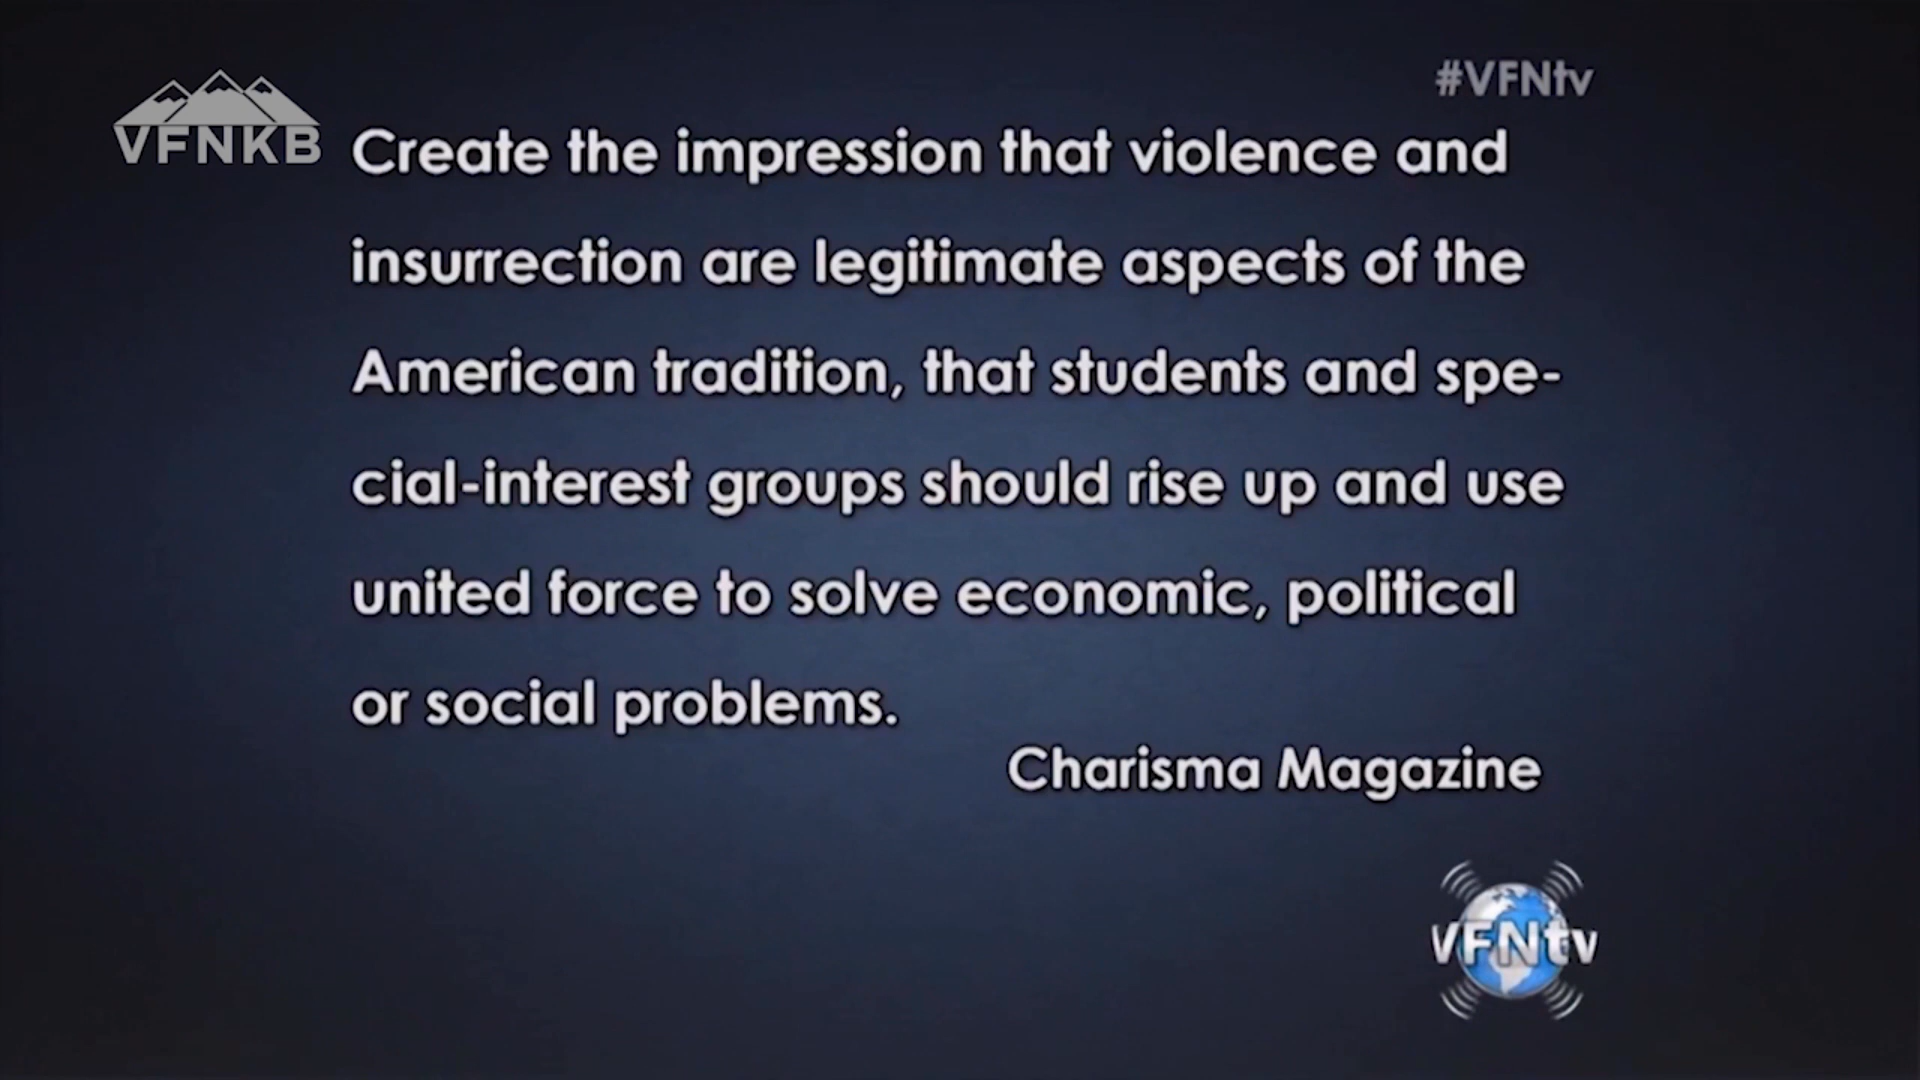 #VFNtv
VFNKB
Create the impression that violence and
insurrection are legitimate aspects of the
American tradition, that students and spe-
cial-interest groups should rise up and use
united force to solve economic, political
or social problems.
Charisma Magazine
VFNtv